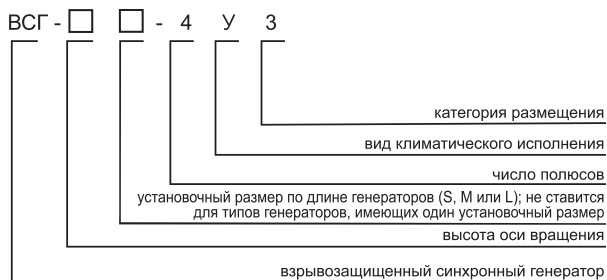 ВСГ - □ □ - 4 У 3
категория размещения
вид климатического исполнения
число полюсов
установочный размер по длине генераторов (S, M или L); не ставится
для типов генераторов, имеющих один установочный размер
высота оси вращения
взрывозащищенный синхронный генератор